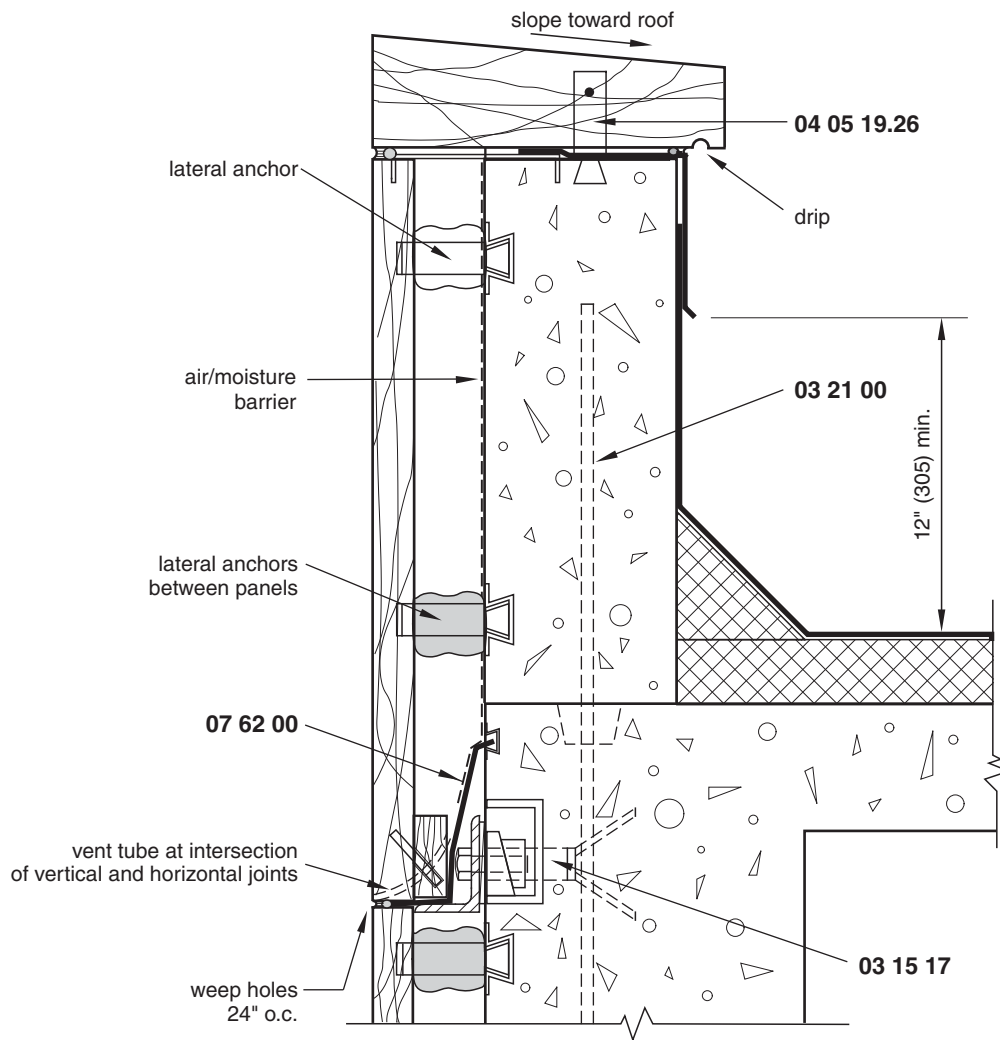 slope toward roof
04 05 19.26
lateral anchor
drip
air/moisture
barrier
03 21 00
12" (305) min.
lateral anchors
between panels
07 62 00
vent tube at intersection
of vertical and horizontal joints
03 15 17
weep holes
24" o.c.